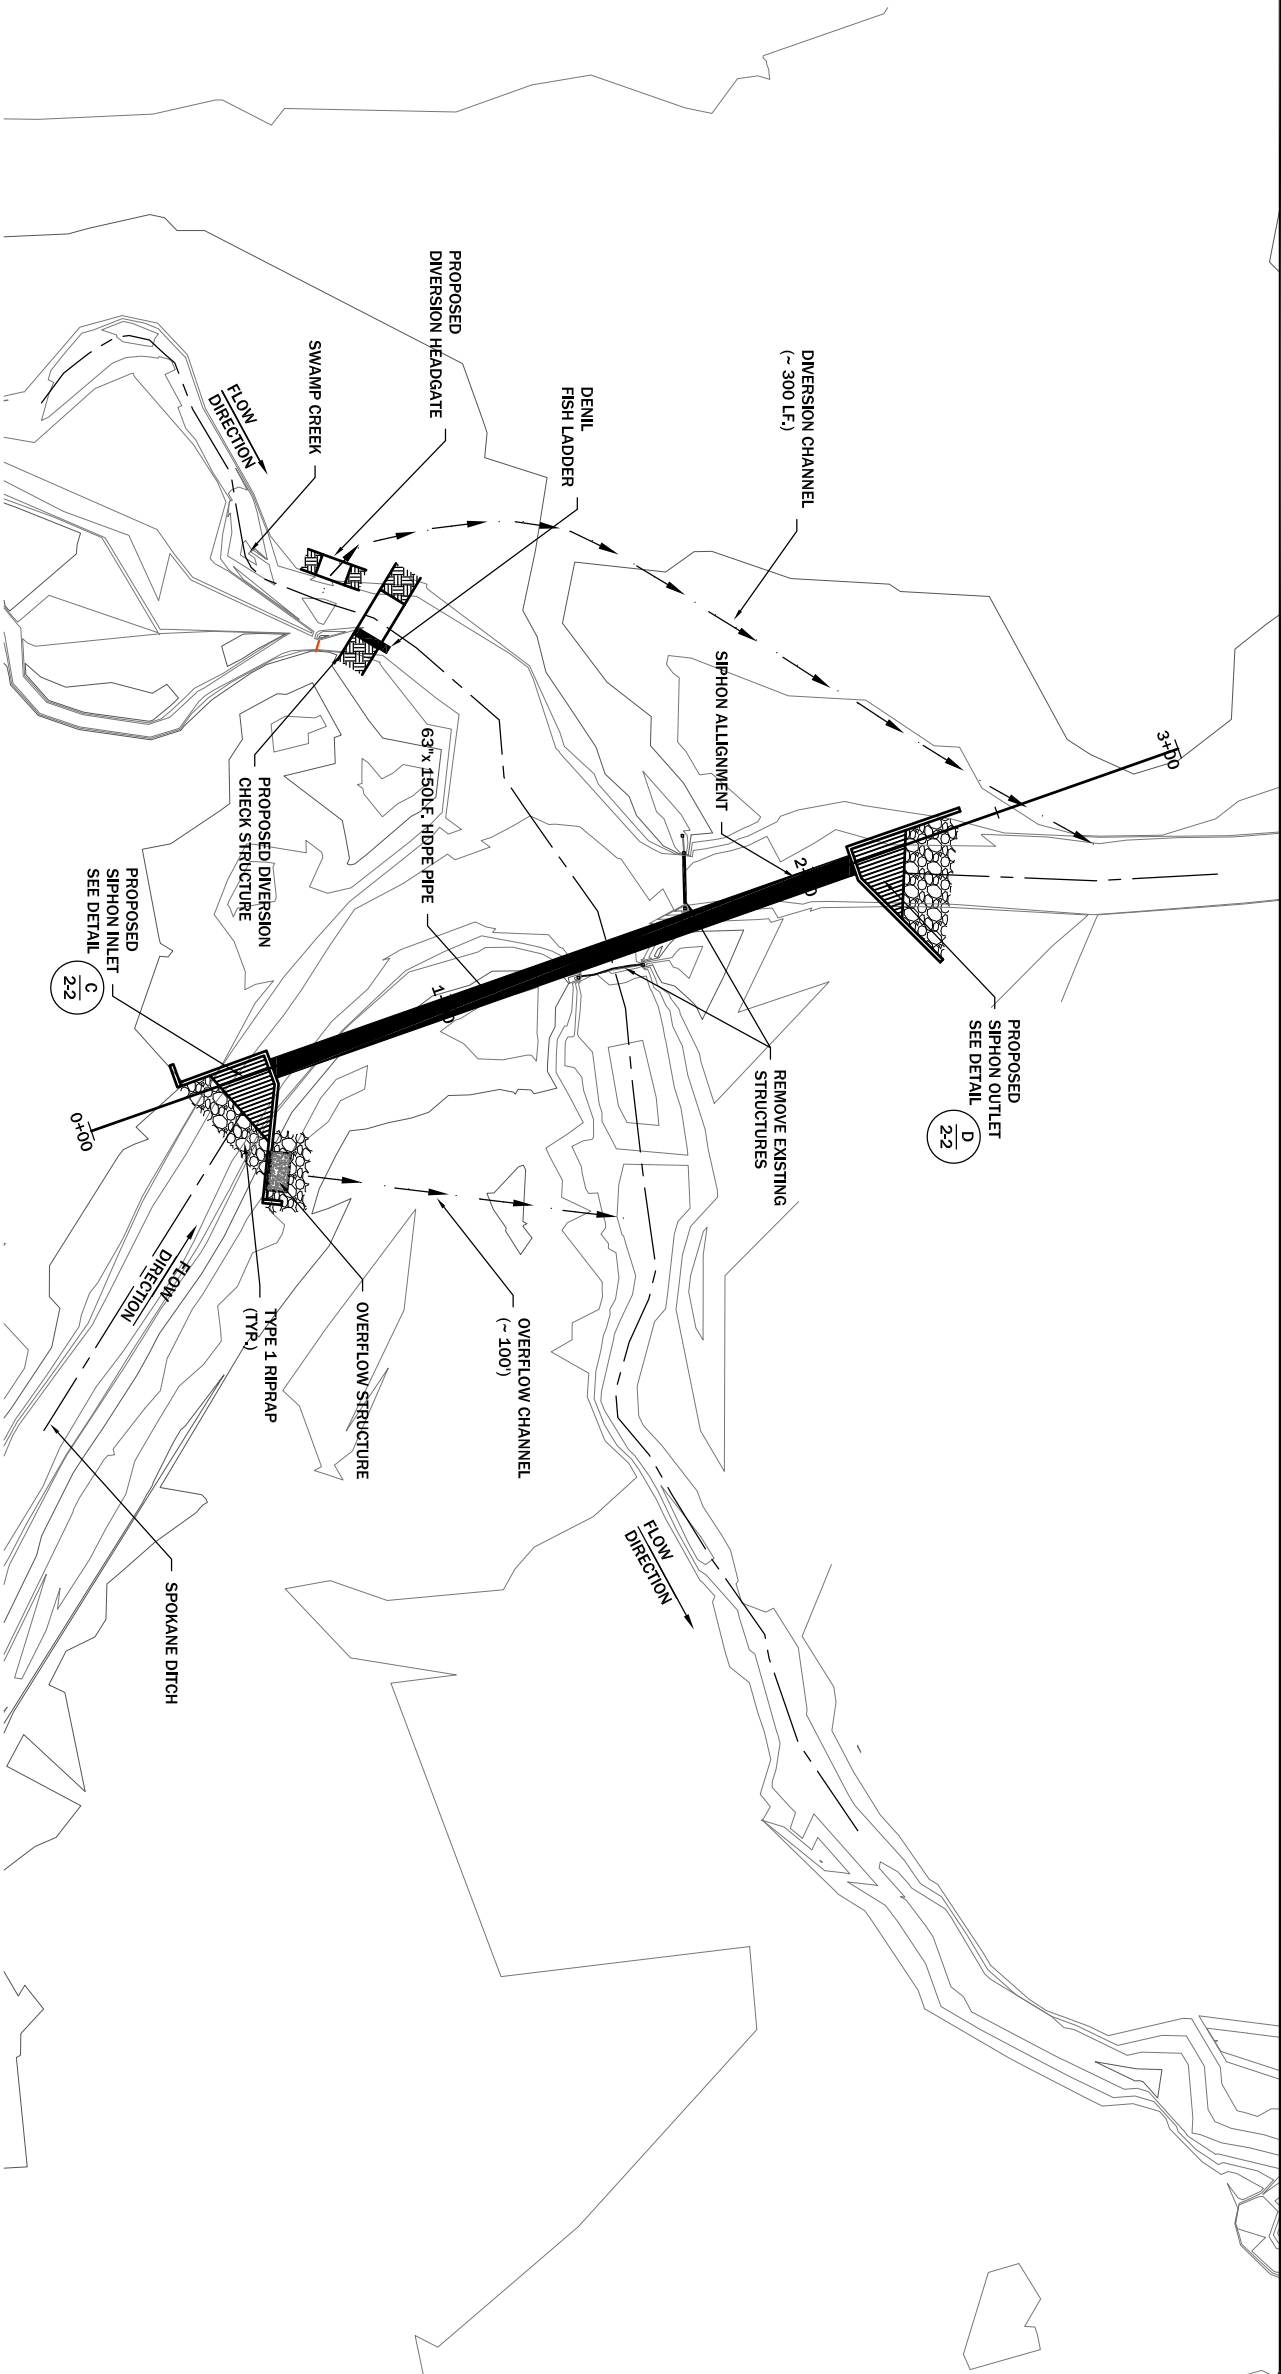 DIVERSION CHANNEL
(~ 300 LF.)
3+00
SIPHON ALLIGNMENT
2+00
PROPOSED
SIPHON OUTLET
SEE DETAIL
D
2-2
DENIL
FISH LADDER
PROPOSED
DIVERSION HEADGATE
SWAMP CREEK
FLOW
DIRECTION
63"x 150LF. HDPE PIPE
1+00
REMOVE EXISTING
STRUCTURES
PROPOSED DIVERSION
CHECK STRUCTURE
PROPOSED
SIPHON INLET
SEE DETAIL
C
2-2
0+00
FLOW
DIRECTION
OVERFLOW CHANNEL
(~ 100')
OVERFLOW STRUCTURE
TYPE 1 RIPRAP
(TYP.)
FLOW
DIRECTION
SPOKANE DITCH